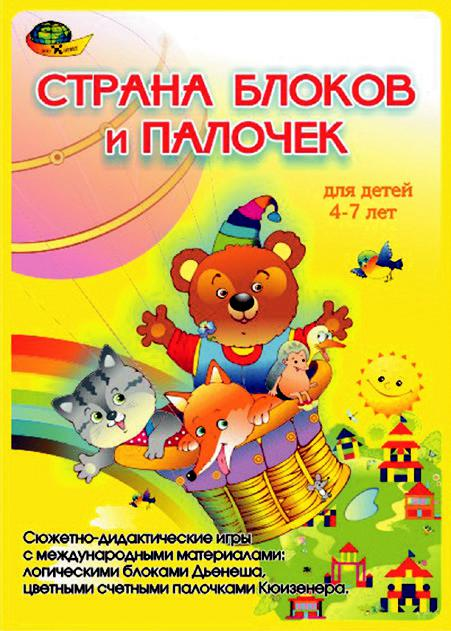 СТРАНА БЛОКОВ
и ПАЛОЧЕК
для детей
4-7 лет
Сюжетно-дидактические игры
с международными материалами:
логическими блоками Дьенеша,
цветными счетными палочками Кюизенера.